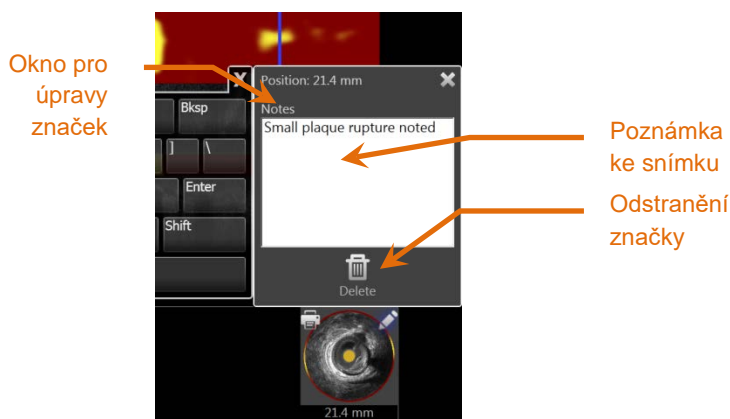 Okno pro
úpravy
značek
X
Position: 21.4 mm
Notes
Small plaque rupture noted
Bksp
] \
Enter
Shift
Delete
21.4 mm
Poznámka
ke snímku
Odstranění
značky